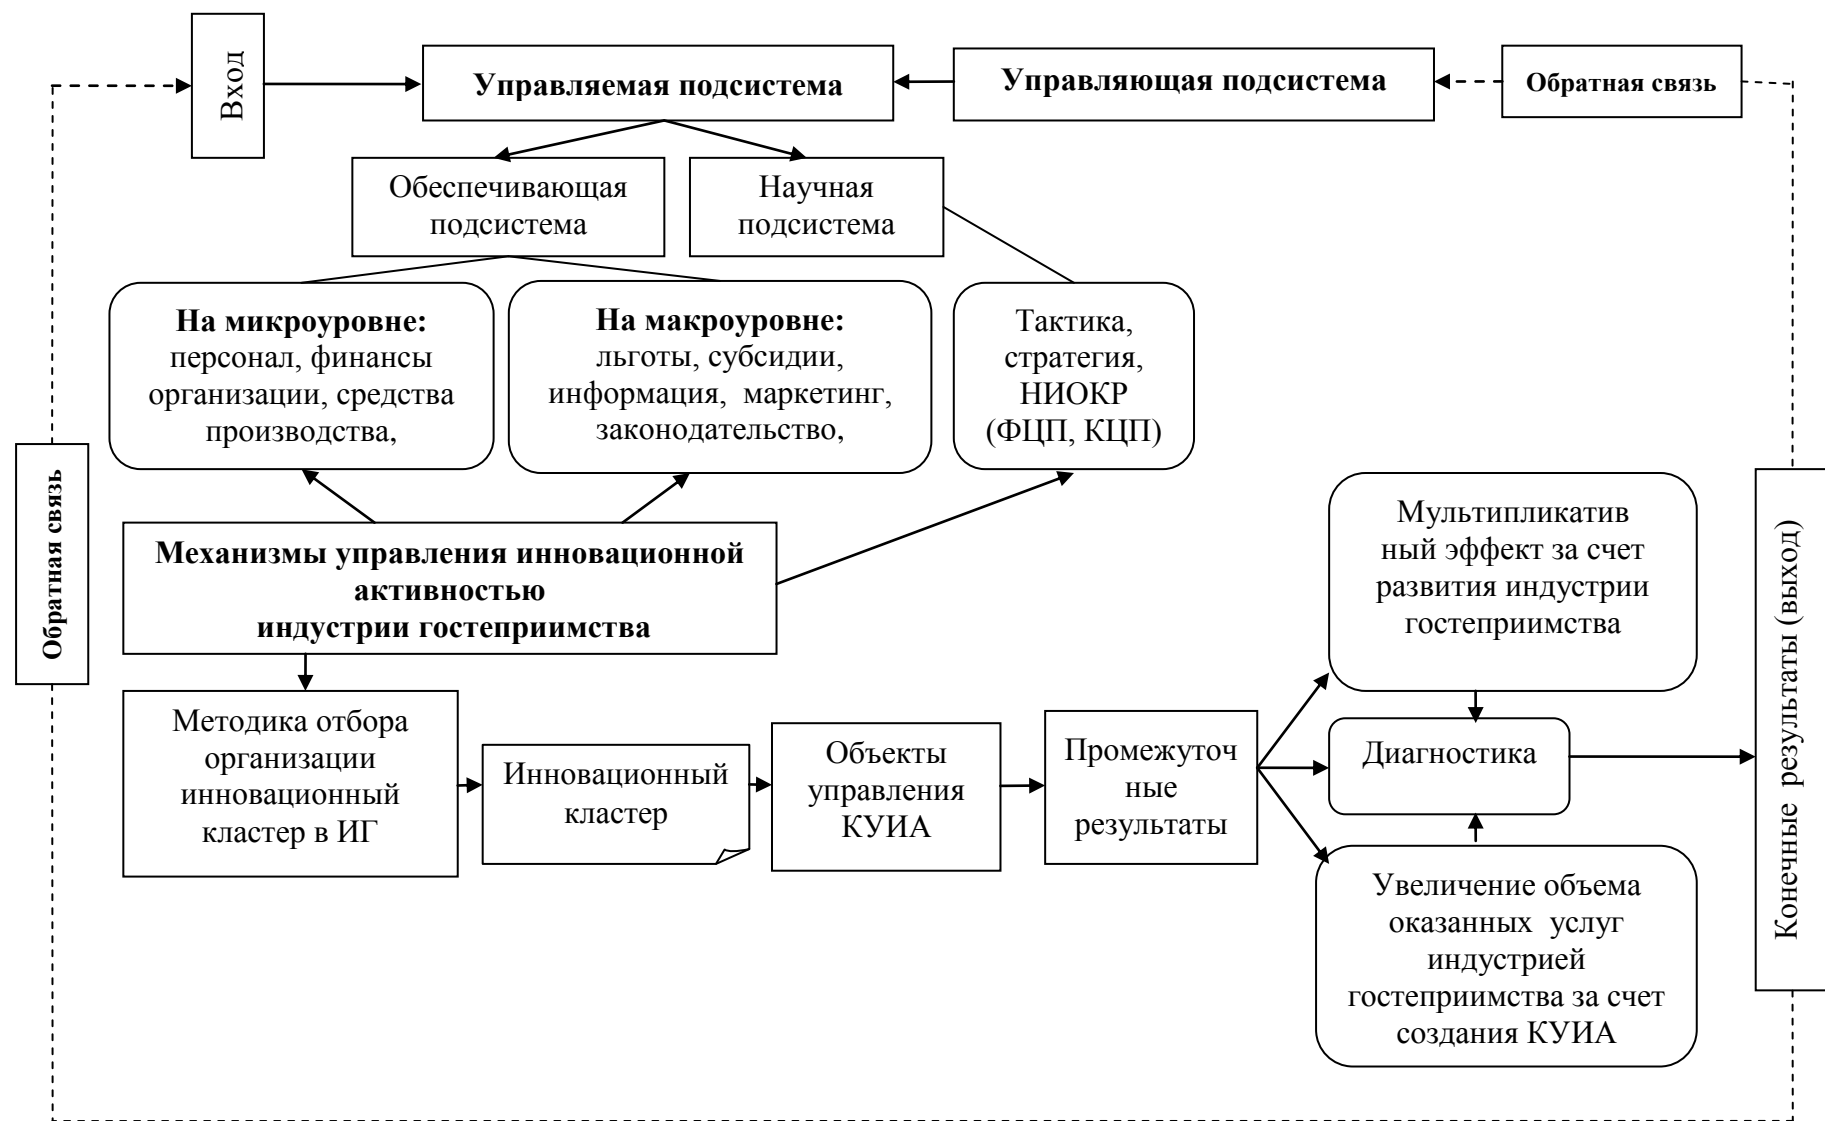 Вход
Управляемая подсистема
Управляющая подсистема
Обратная связь
Обеспечивающая
подсистема
Научная
подсистема
На микроуровне:
персонал, финансы
организации, средства
производства,
На макроуровне:
льготы, субсидии,
информация, маркетинг,
законодательство,
Тактика,
стратегия,
НИОКР
(ФЦП, КЦП)
Обратная связь
Механизмы управления инновационной
активностью
индустрии гостеприимства
Мультипликатив
ный эффект за счет
развития индустрии
гостеприимства
Конечные результаты (выход)
Методика отбора
организации
инновационный
кластер в ИГ
Инновационный
кластер
Объекты
управления
КУИА
Промежуточ
ные
результаты
Диагностика
Увеличение объема
оказанных услуг
индустрией
гостеприимства за счет
создания КУИА